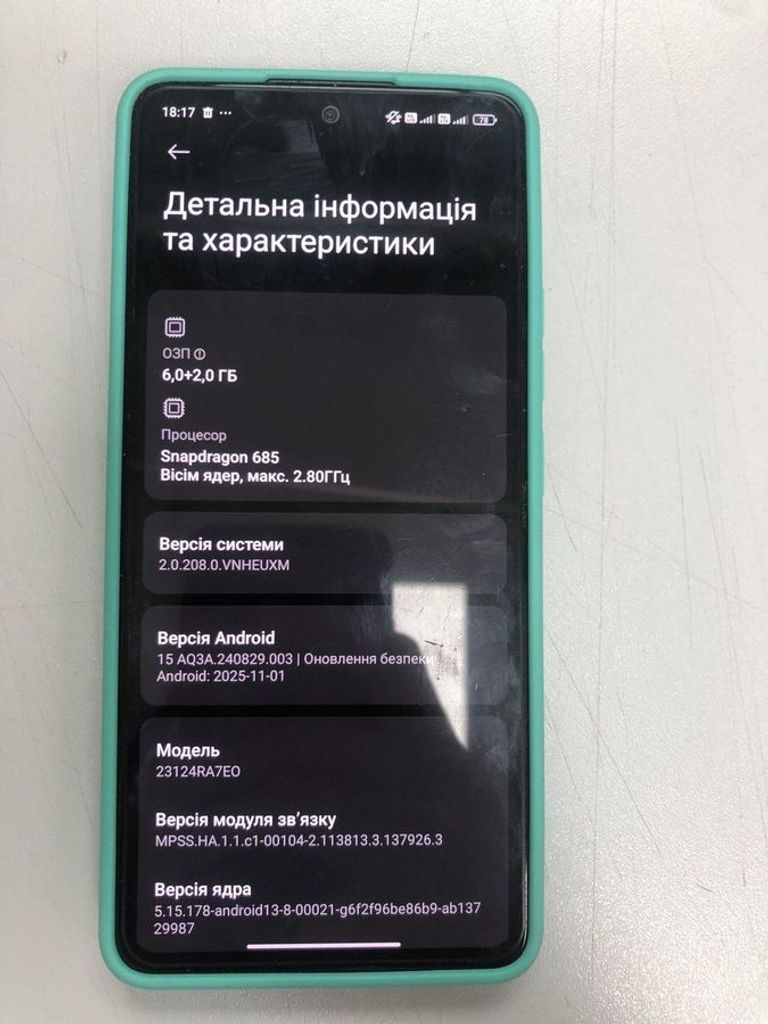 18:17
78
Детальна інформація
та характеристики
ОЗП
6,0+2,0 ГБ
Процесор
Snapdragon 685
Вісім ядер, макс. 2.80ГГц
Версія системи
2.0.208.0.VNHEUXM
Версія Android
15 AQ3A.240829.003 | Оновлення безпеки
Android: 2025-11-01
Модель
23124RA7EO
Версія модуля зв'язку
MPSS.HA.1.1.c1-00104-2.113813.3.137926.3
Версія ядра
5.15.178-android13-8-00021-g6f2f96be86b9-ab137
29987